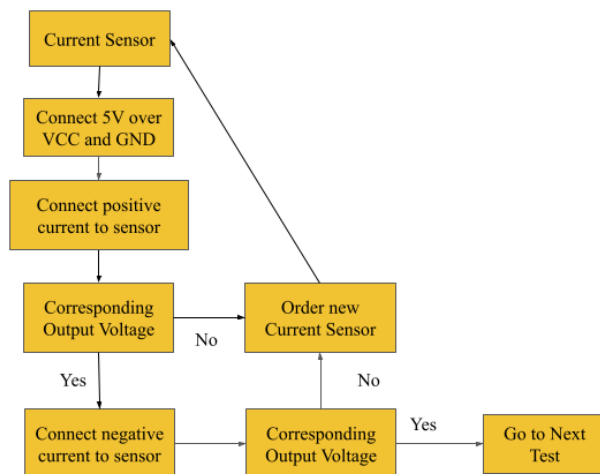 Current Sensor
Connect 5V over
VCC and GND
Connect positive
current to sensor
Corresponding
Output Voltage
No
Order new
Current Sensor
Yes
No
Connect negative
current to sensor
Corresponding
Output Voltage
Yes
Go to Next
Test